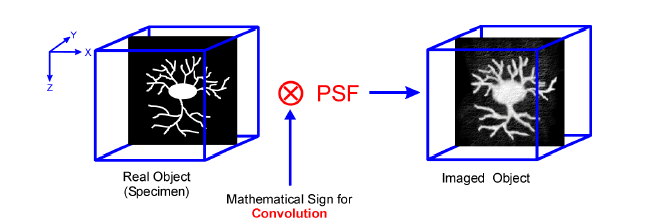 Y
X
Z
⊗ PSF
Real Object
(Specimen)
Imaged Object
Mathematical Sign for
Convolution